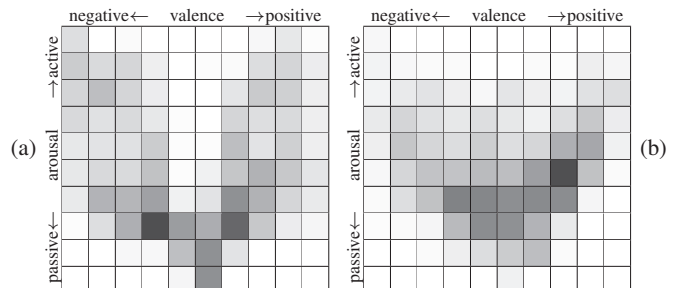 negative← valence →positive
negative← valence →positive
→active
arousal
passive←
(a)
→active
arousal
passive←
(b)